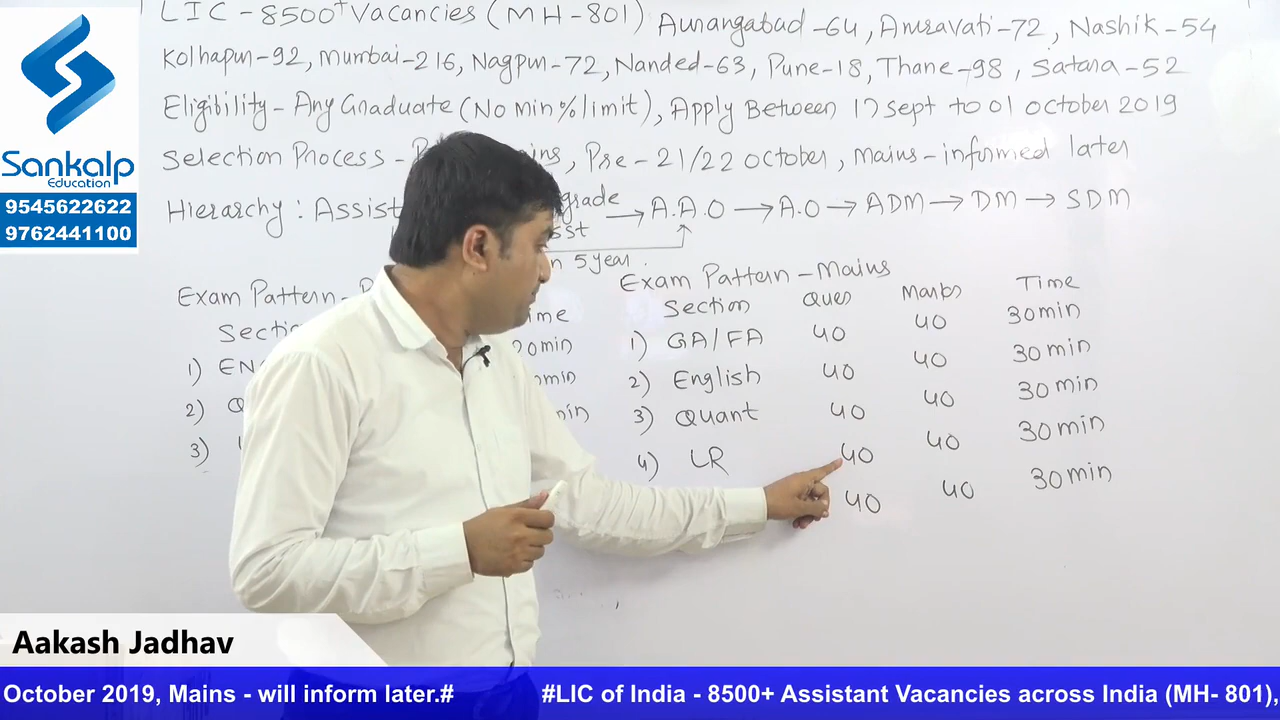 LIC - 8500+ Vacancies (MH - 801) Aurangabad - 64, Amravati - 72, Nashik - 54
Kolhapur - 92, Mumbai - 216, Nagpur - 72, Nanded - 63, Pune - 18, Thane - 98, Satara - 52
Eligibility - Any Graduate (No Min % limit), Apply Between 17 Sept to 01 October 2019
Selection Process - , Pre - 21/22 October, Mains - informed later
Hierarchy : Assist grade → A.A.O → A.O → ADM → DM → SDM
5 year.
Sankalp
Education
9545622622
9762441100
Exam Pattern -
1)
2)
3)
Exam Pattern - Mains
Section Ques Marks Time
1) GA/FA 40 40 30 min
2) English 40 40 30 min
3) Quant 40 40 30 min
4) LR 40 40 30 min
40 40 30 min
Aakash Jadhav
October 2019, Mains - will inform later.# #LIC of India - 8500+ Assistant Vacancies across India (MH- 801),